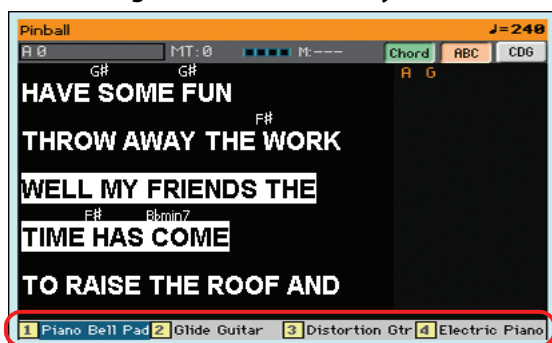 Pinball ♩=240
A 0 MT:0 M:--- Chord ABC CDG
G# G# A G
HAVE SOME FUN
F#
THROW AWAY THE WORK
WELL MY FRIENDS THE
F# Bbmin7
TIME HAS COME
TO RAISE THE ROOF AND
1 Piano Bell Pad 2 Glide Guitar 3 Distortion Gtr 4 Electric Piano